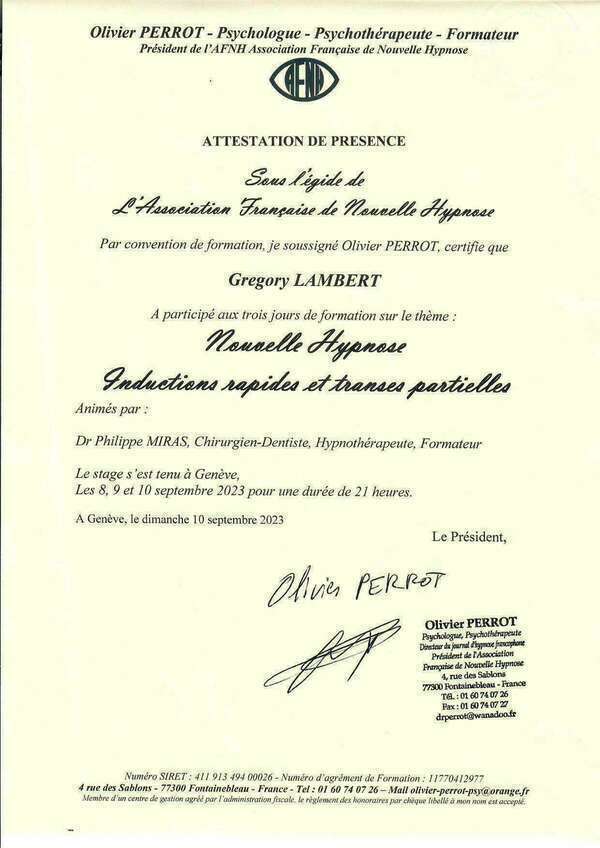 Olivier PERROT - Psychologue - Psychothérapeute - Formateur
Président de l'AFNH Association Française de Nouvelle Hypnose
AFNH
ATTESTATION DE PRESENCE
Sous l'égide de
L'Association Française de Nouvelle Hypnose
Par convention de formation, je soussigné Olivier PERROT, certifie que
Gregory LAMBERT
A participé aux trois jours de formation sur le thème :
Nouvelle Hypnose
Inductions rapides et transes partielles
Animés par :
Dr Philippe MIRAS, Chirurgien-Dentiste, Hypnothérapeute, Formateur
Le stage s'est tenu à Genève,
Les 8, 9 et 10 septembre 2023 pour une durée de 21 heures.
A Genève, le dimanche 10 septembre 2023
Le Président,
Olivier PERROT
Olivier PERROT
Psychologue, Psychothérapeute
Directeur du journal d'hypnose francophone
Président de l'Association
Française de Nouvelle Hypnose
4, rue des Sablons
77300 Fontainebleau - France
Tél. : 01 60 74 07 26
Fax : 01 60 74 07 27
drperrot@wanadoo.fr
Numéro SIRET : 411 913 494 00026 - Numéro d'agrément de Formation : 11770412977
4 rue des Sablons - 77300 Fontainebleau - France - Tel : 01 60 74 07 26 – Mail olivier-perrot-psy@orange.fr
Membre d'un centre de gestion agréé par l'administration fiscale, le règlement des honoraires par chèque libellé à mon nom est accepté.